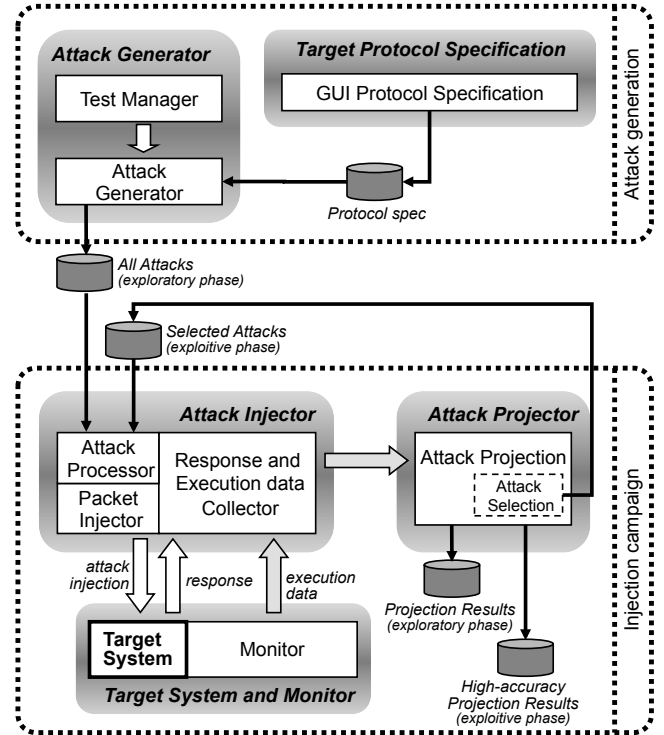 Attack Generator
Test Manager
Attack
Generator
Target Protocol Specification
GUI Protocol Specification
Protocol spec
Attack generation
All Attacks
(exploratory phase)
Selected Attacks
(exploitive phase)
Attack Injector
Attack
Processor
Packet
Injector
Response and
Execution data
Collector
Attack Projector
Attack Projection
Attack
Selection
Injection campaign
attack
injection
response
execution
data
Projection Results
(exploratory phase)
Target
System
Monitor
Target System and Monitor
High-accuracy
Projection Results
(exploitive phase)